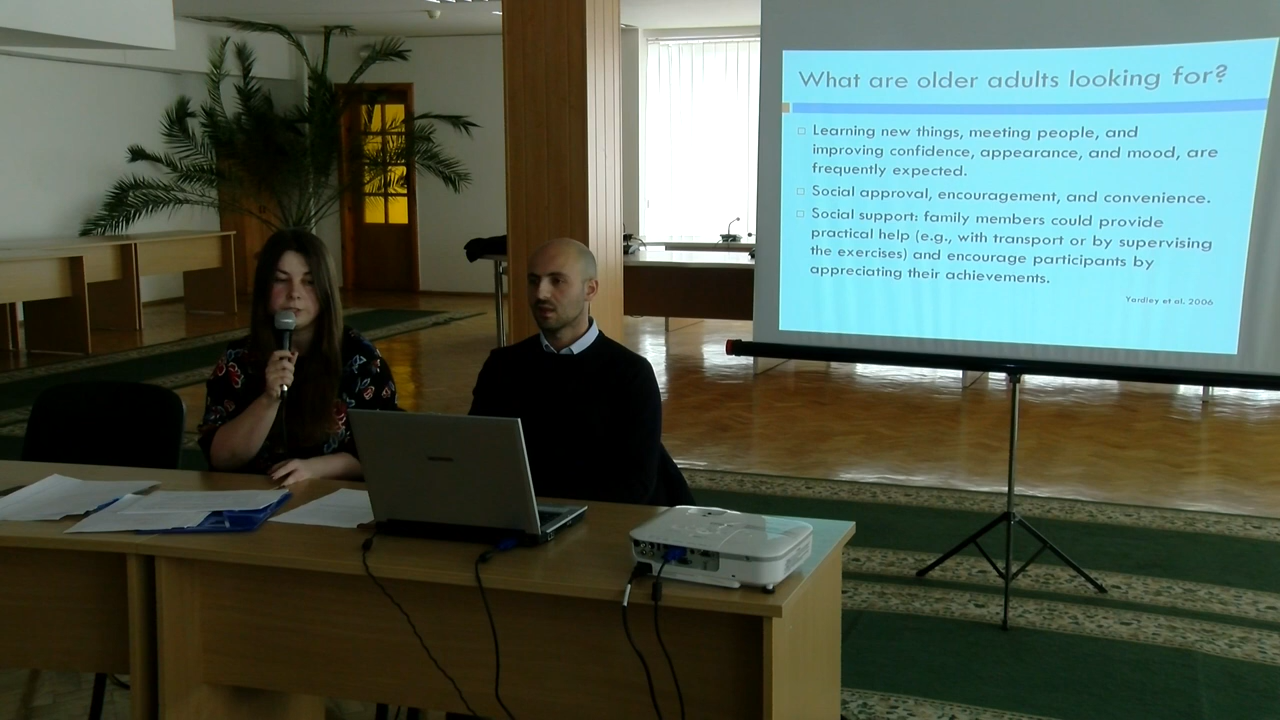 What are older adults looking for?
Learning new things, meeting people, and
improving confidence, appearance, and mood, are
frequently expected.
Social approval, encouragement, and convenience.
Social support: family members could provide
practical help (e.g., with transport or by supervising
the exercises) and encourage participants by
appreciating their achievements.
Yardley et al. 2006